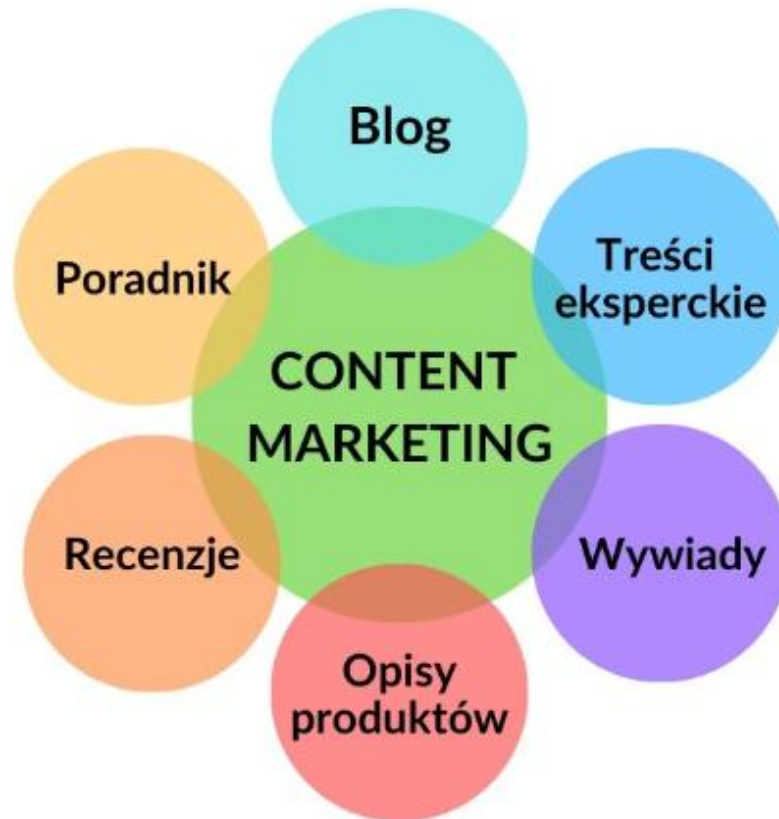 Blog
Treści
eksperckie
Poradnik
CONTENT
MARKETING
Recenzje
Wywiady
Opisy
produktów